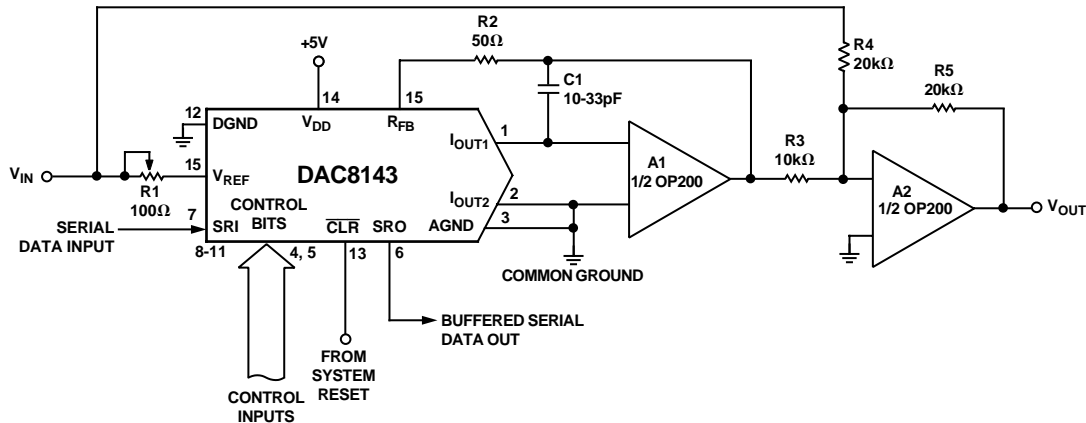 R2
50Ω
R4
20kΩ
R5
20kΩ
+5V
C1
10-33pF
14
15
12
DGND
VDD
RFB
IOUT1
1
VIN
15
VREF
DAC8143
A1
1/2 OP200
R3
10kΩ
A2
1/2 OP200
VOUT
R1
100Ω
CONTROL
BITS
IOUT2
2
3
AGND
7
SRI
CLR
SRO
SERIAL
DATA INPUT
8-11
4, 5
13
6
COMMON GROUND
BUFFERED SERIAL
DATA OUT
FROM
SYSTEM
RESET
CONTROL
INPUTS